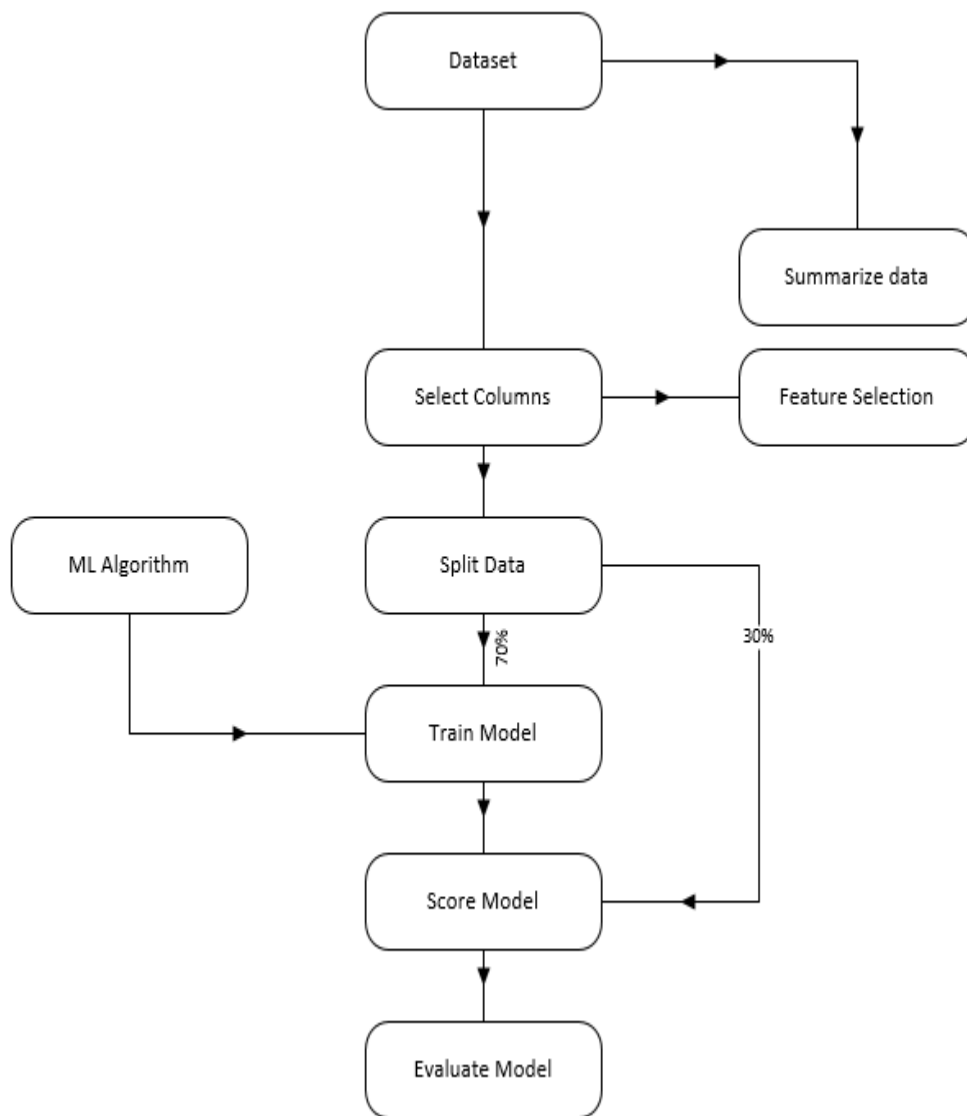 Dataset
Summarize data
Select Columns
Feature Selection
ML Algorithm
Split Data
70%
30%
Train Model
Score Model
Evaluate Model